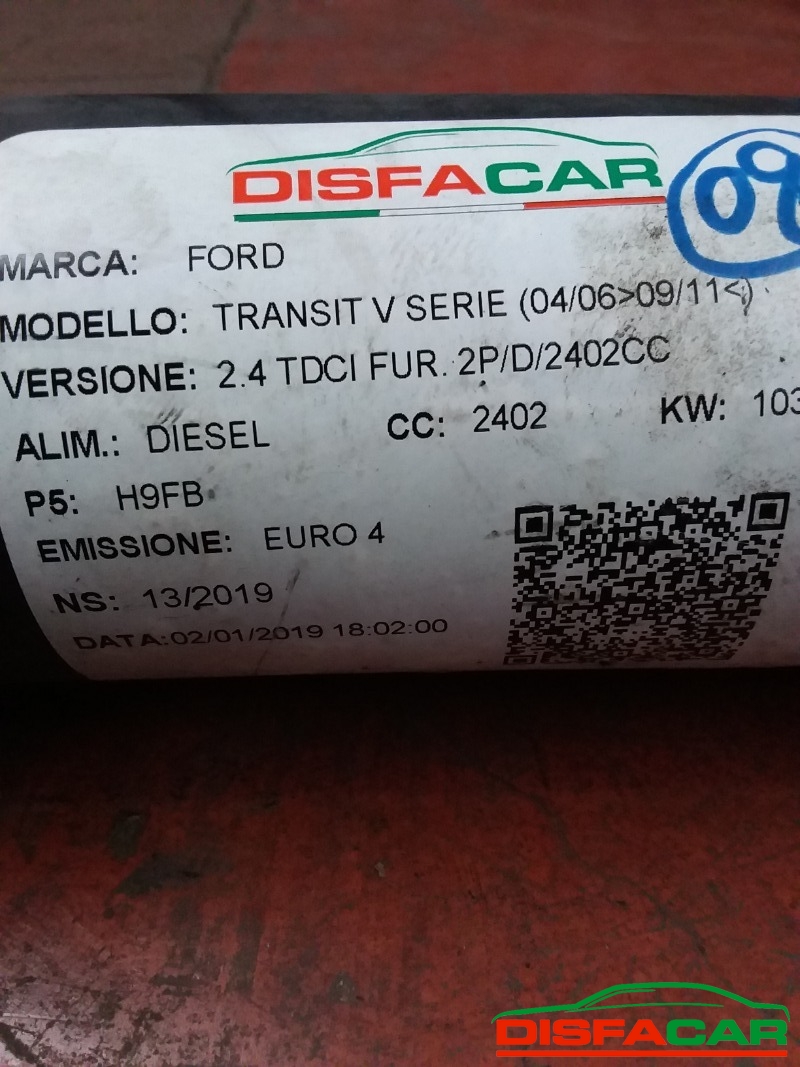 DISFACAR
09
MARCA: FORD
MODELLO: TRANSIT V SERIE (04/06>09/11<)
VERSIONE: 2.4 TDCI FUR. 2P/D/2402CC
ALIM.: DIESEL CC: 2402 KW: 103
P5: H9FB
EMISSIONE: EURO 4
NS: 13/2019
DATA:02/01/2019 18:02:00
DISFACAR